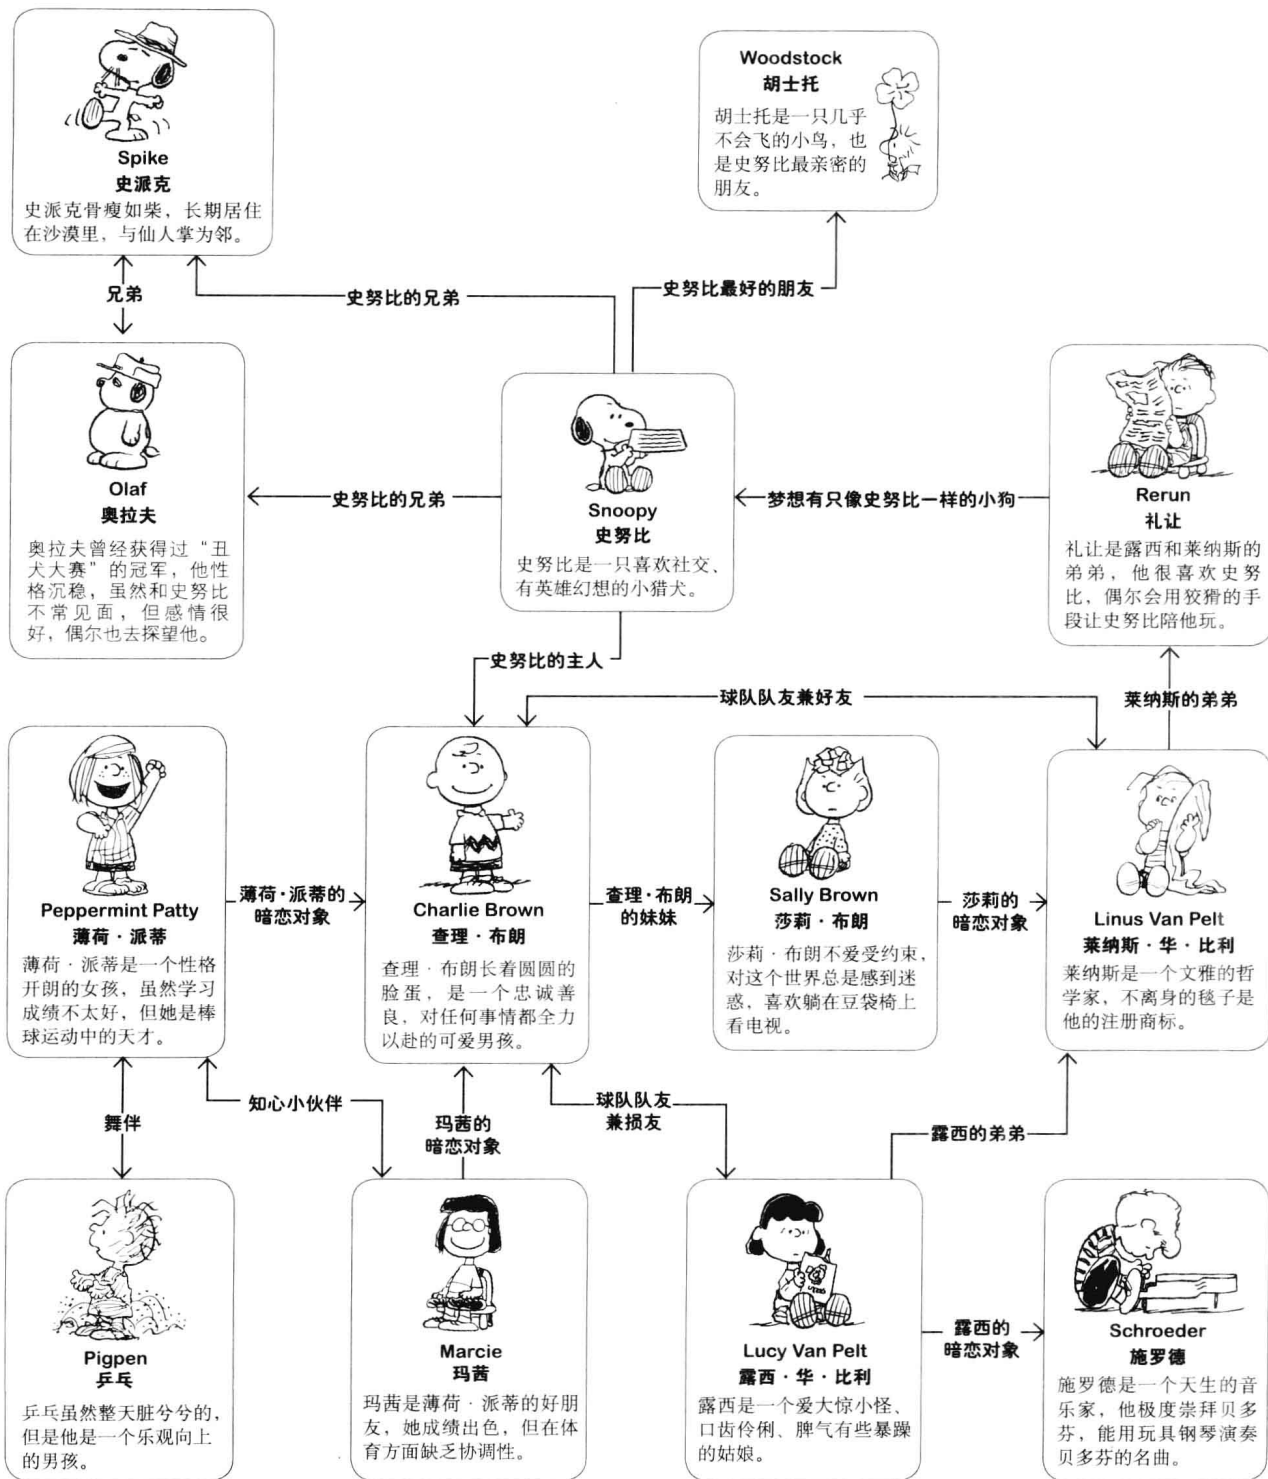 Spike
史派克
史派克骨瘦如柴，长期居住
在沙漠里，与仙人掌为邻。
Woodstock
胡士托
胡士托是一只几乎
不会飞的小鸟，也
是史努比最亲密的
朋友。
兄弟
史努比的兄弟
史努比最好的朋友
Olaf
奥拉夫
奥拉夫曾经获得过“丑
犬大赛”的冠军，他性
格沉稳，虽然和史努比
不常见面，但感情很
好，偶尔也去探望他。
史努比的兄弟
Snoopy
史努比
史努比是一只喜欢社交、
有英雄幻想的小猎犬。
梦想有只像史努比一样的小狗
Rerun
礼让
礼让是露西和莱纳斯的
弟弟，他很喜欢史努
比，偶尔会用狡猾的手
段让史努比陪他玩。
史努比的主人
球队队友兼好友
莱纳斯的弟弟
Peppermint Patty
薄荷·派蒂
薄荷·派蒂是一个性格
开朗的女孩，虽然学习
成绩不太好，但她是棒
球运动中的天才。
薄荷·派蒂的
暗恋对象
Charlie Brown
查理·布朗
查理·布朗长着圆圆的
脸蛋，是一个忠诚善
良，对任何事情都全力
以赴的可爱男孩。
查理·布朗
的妹妹
Sally Brown
莎莉·布朗
莎莉·布朗不爱受约束，
对这个世界总是感到迷
惑，喜欢躺在豆袋椅上
看电视。
莎莉的
暗恋对象
Linus Van Pelt
莱纳斯·华·比利
莱纳斯是一个文雅的哲
学家，不离身的毯子是
他的注册商标。
舞伴
知心小伙伴
玛茜的
暗恋对象
球队队友
兼损友
露西的弟弟
Pigpen
乒乓
乒乓虽然整天脏兮兮的，
但是他是一个乐观向上
的男孩。
Marcie
玛茜
玛茜是薄荷·派蒂的好朋
友，她成绩出色，但在体
育方面缺乏协调性。
Lucy Van Pelt
露西·华·比利
露西是一个爱大惊小怪、
口齿伶俐、脾气有些暴躁
的姑娘。
露西的
暗恋对象
Schroeder
施罗德
施罗德是一个天生的音
乐家，他极度崇拜贝多
芬，能用玩具钢琴演奏
贝多芬的名曲。